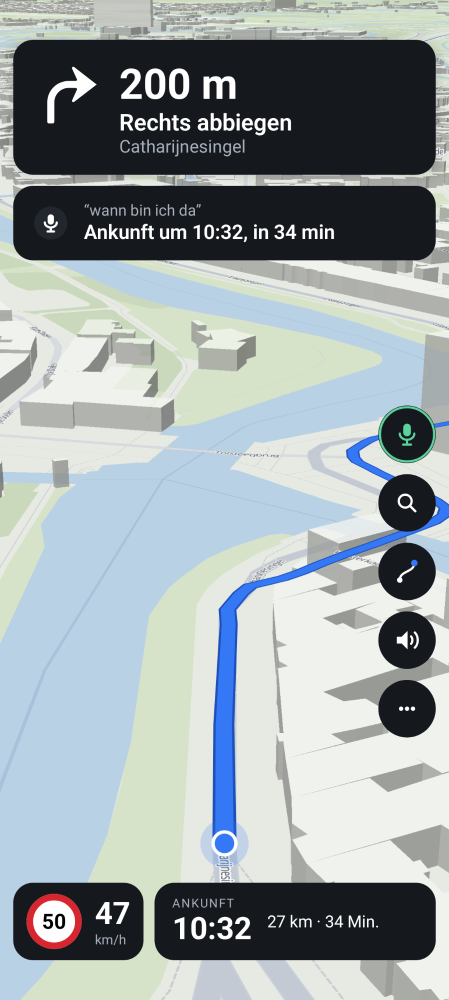 200 m
Rechts abbiegen
Catharijnesingel
“wann bin ich da”
Ankunft um 10:32, in 34 min
50
47
km/h
ANKUNFT
10:32
27 km · 34 Min.